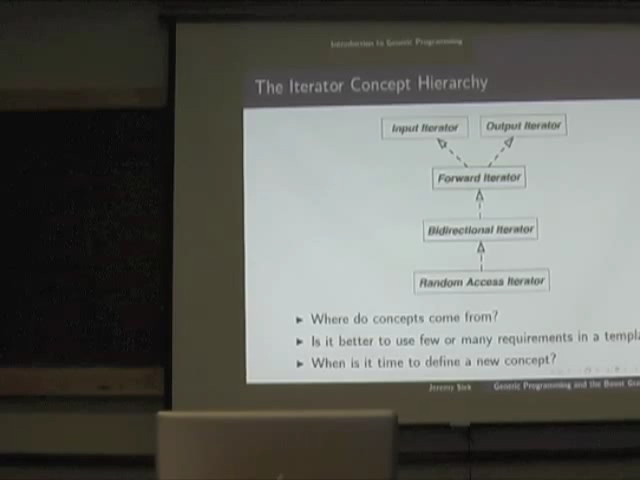 Introduction to Generic Programming
The Iterator Concept Hierarchy
Input Iterator
Output Iterator
Forward Iterator
Bidirectional Iterator
Random Access Iterator
► Where do concepts come from?
► Is it better to use few or many requirements in a templa
► When is it time to define a new concept?
Jeremy Siek
Generic Programming and the Boost Gra